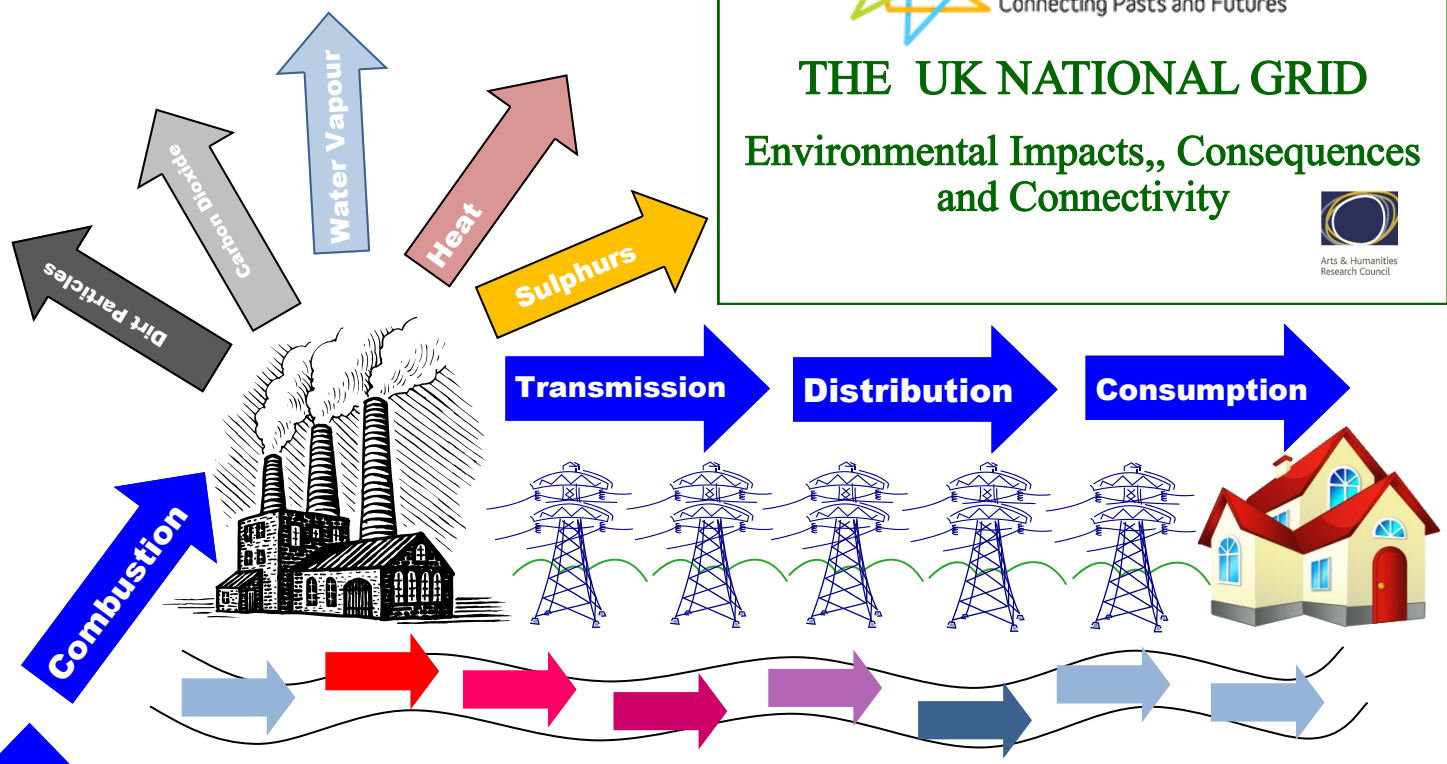 Connecting Pasts and Futures
THE UK NATIONAL GRID
Environmental Impacts,, Consequences
and Connectivity
Arts & Humanities
Research Council
Water Vapour
Carbon Dioxide
Heat
Dirt Particles
Sulphurs
Transmission
Distribution
Consumption
Combustion